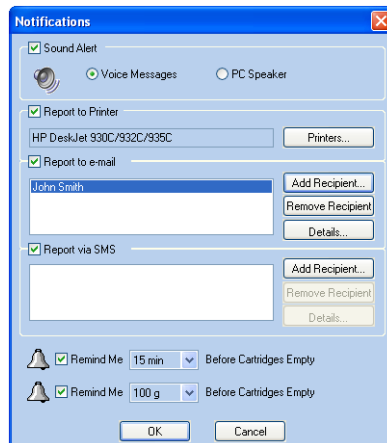 Notifications
Sound Alert
Voice Messages PC Speaker
Report to Printer
HP DeskJet 930C/932C/935C Printers...
Report to e-mail
John Smith Add Recipient...
Remove Recipient
Details...
Report via SMS
Add Recipient...
Remove Recipient
Details...
Remind Me 15 min Before Cartridges Empty
Remind Me 100 g Before Cartridges Empty
OK Cancel